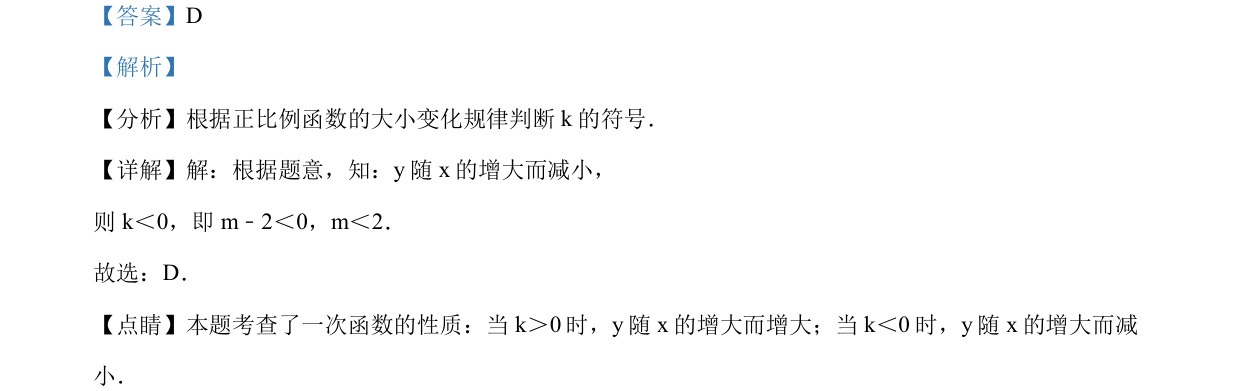 【答案】D
【解析】
【分析】根据正比例函数的大小变化规律判断 k 的符号．
【详解】解：根据题意，知：y 随 x 的增大而减小，
则 k＜0，即 m﹣2＜0，m＜2．
故选：D．
【点睛】本题考查了一次函数的性质：当 k＞0 时，y 随 x 的增大而增大；当 k＜0 时，y 随 x 的增大而减
小．